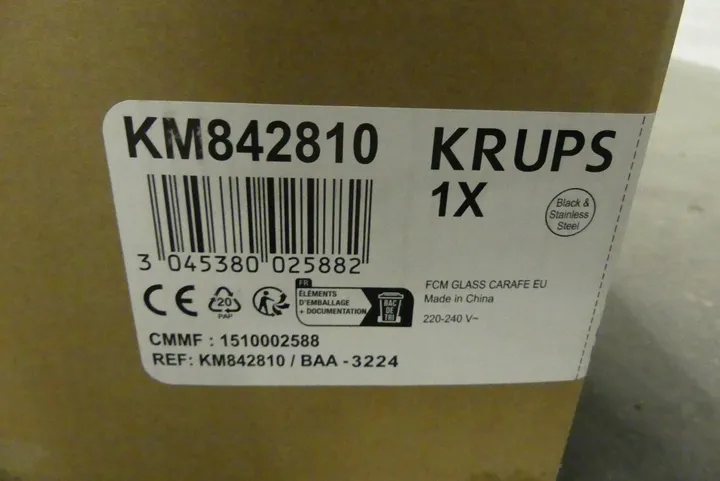 KM842810
KRUPS
1X
Black &
Stainless
Steel
3 045380 025882
CE
20
PAP
FR
ÉLÉMENTS
D'EMBALLAGE
+ DOCUMENTATION
BAC
DE
TRI
FCM GLASS CARAFE EU
Made in China
220-240 V~
CMMF : 1510002588
REF: KM842810 / BAA - 3224